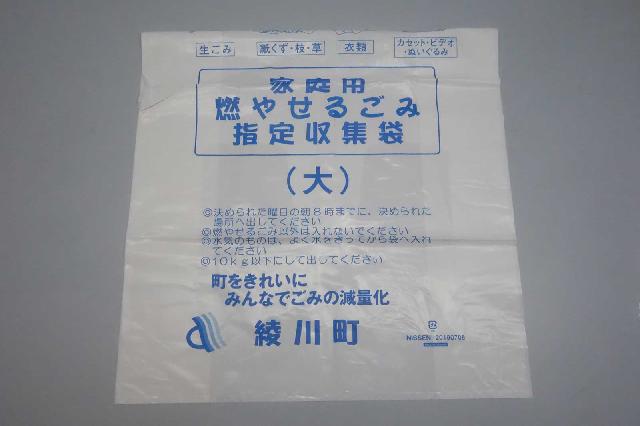 生ごみ 紙くず・枝・草 衣類 カセット・ビデオ
・ぬいぐるみ
家庭用
燃やせるごみ
指定収集袋
(大)
◎決められた曜日の朝8時までに、決められた
場所へ出してください
◎燃やせるごみ以外は入れないでください
◎水気のものは、よく水をきってから袋へ入れ
てください
◎10kg以下にして出してください
町をきれいに
みんなでごみの減量化
綾川町
NISSEN 20190708